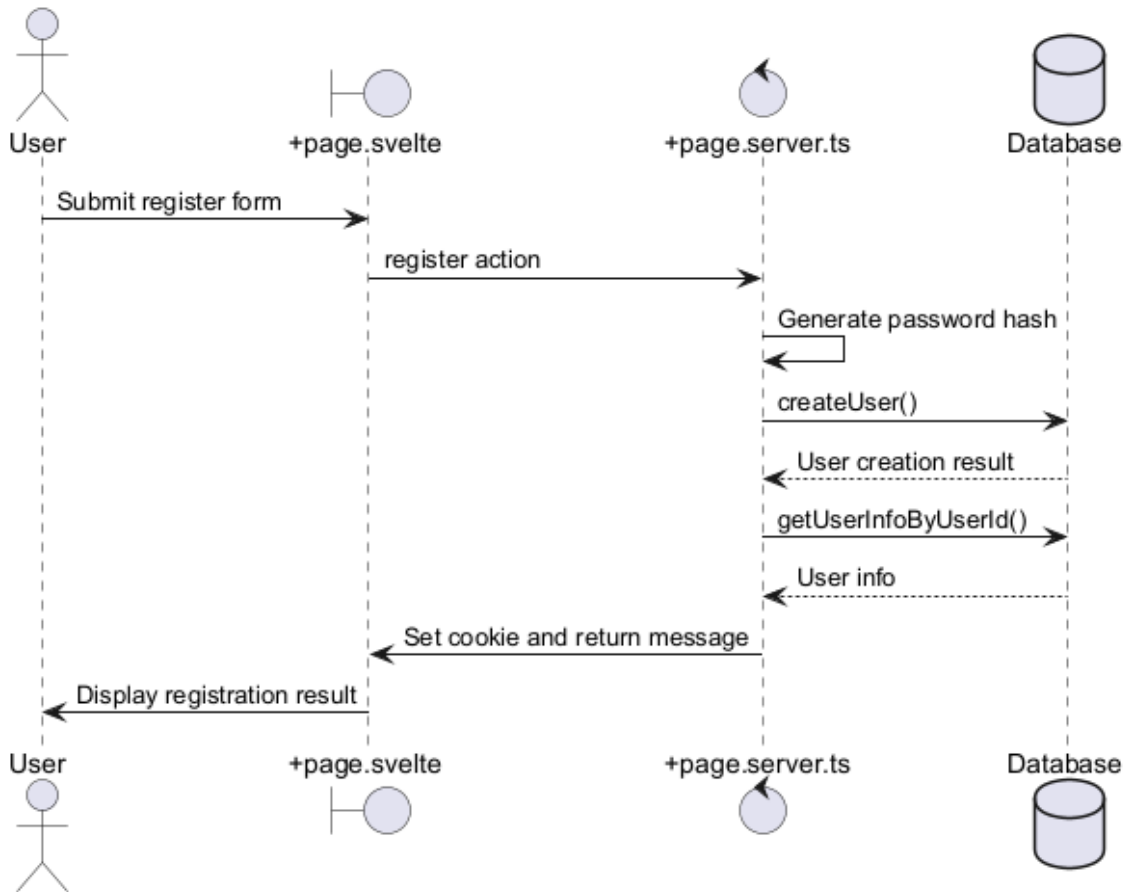 User
+page.svelte
+page.server.ts
Database
Submit register form
register action
Generate password hash
createUser()
User creation result
getUserInfoByUserId()
User info
Set cookie and return message
Display registration result
User
+page.svelte
+page.server.ts
Database